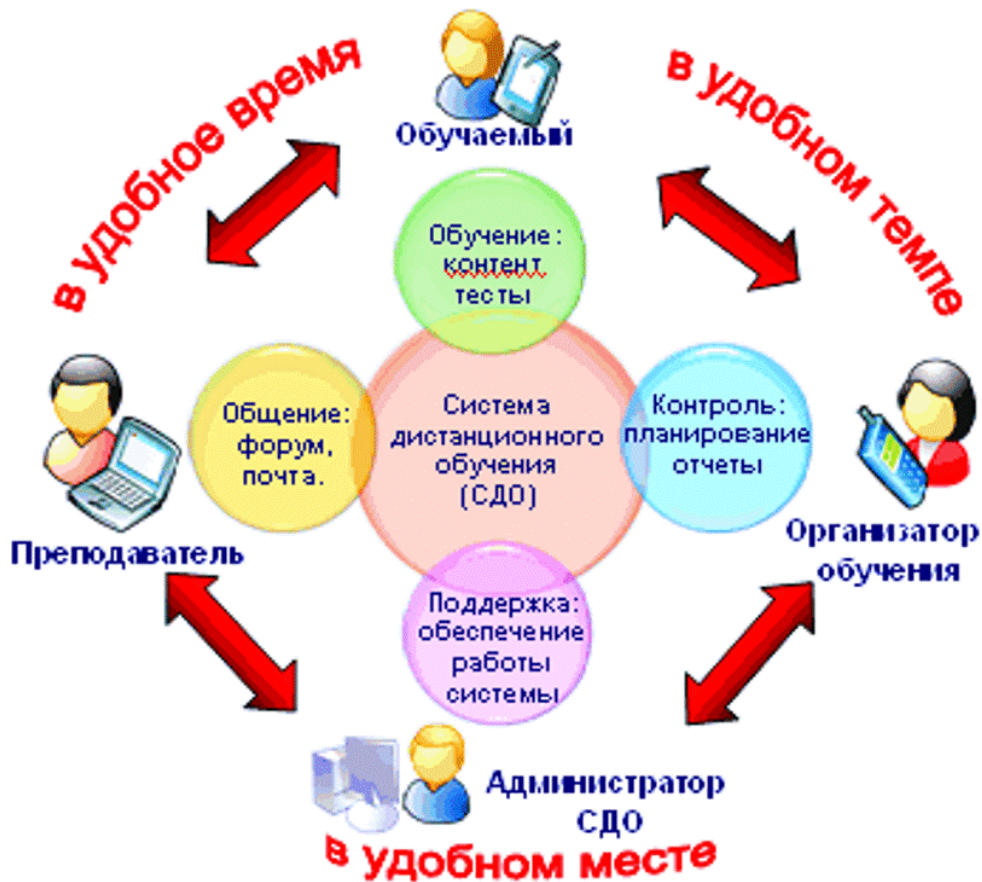 в удобное время
в удобном темпе
Обучаемый
Обучение:
контент
тесты
Общение:
форум,
почта.
Система
дистанционного
обучения
(СДО)
Контроль:
планирование
отчеты
Преподаватель
Организатор
обучения
Поддержка:
обеспечение
работы
системы
Администратор
СДО
в удобном месте